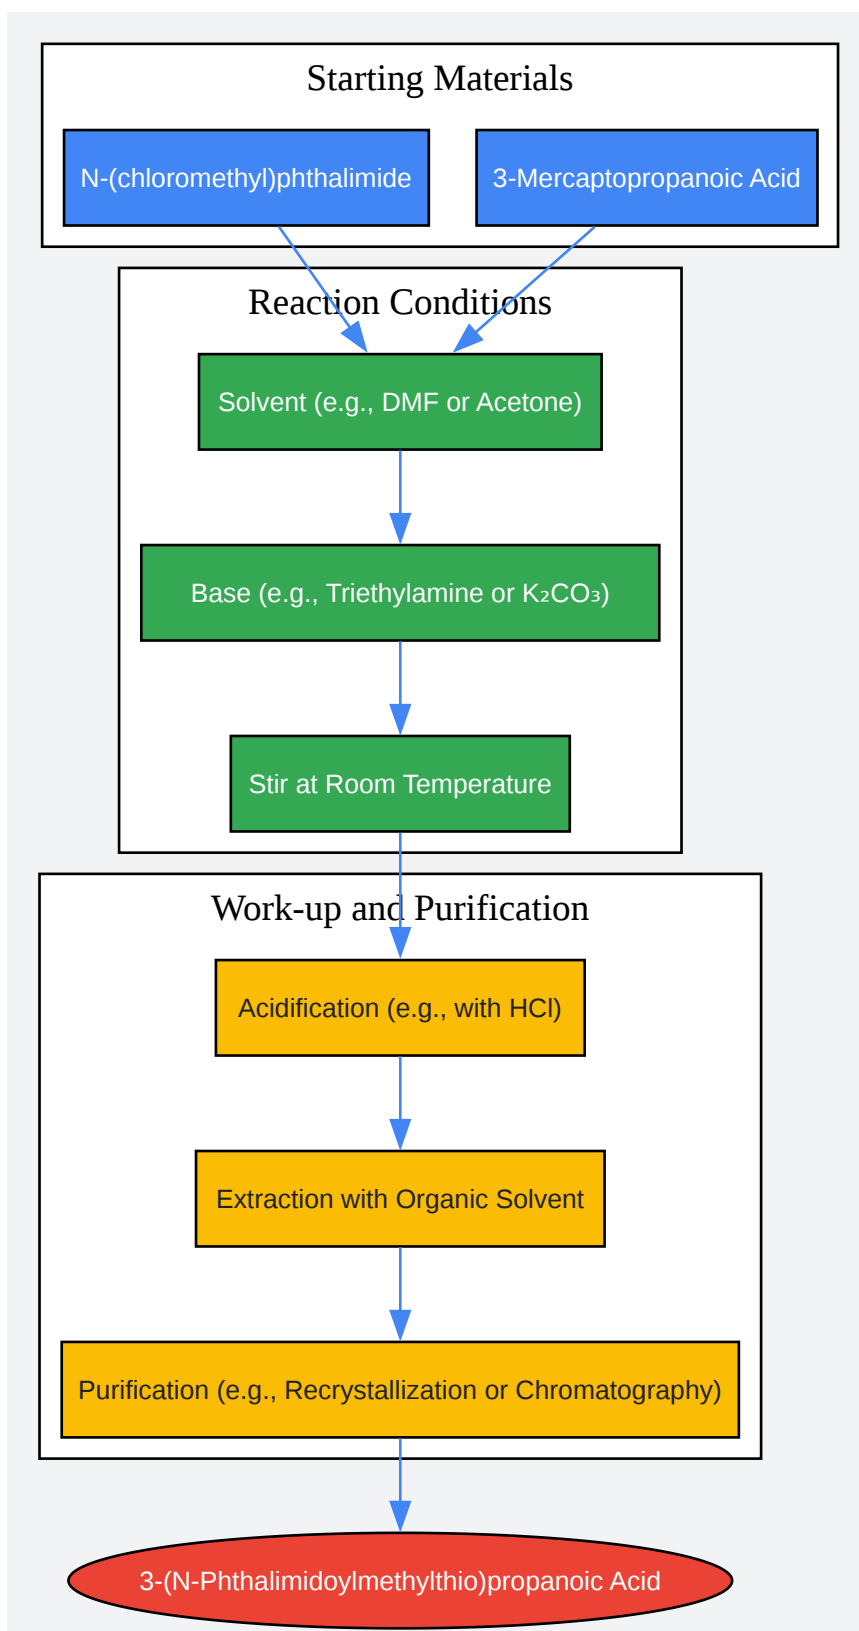 Starting Materials
N-(chloromethyl)phthalimide
3-Mercaptopropanoic Acid
Reaction Conditions
Solvent (e.g., DMF or Acetone)
Base (e.g., Triethylamine or K₂CO₃)
Stir at Room Temperature
Work-up and Purification
Acidification (e.g., with HCl)
Extraction with Organic Solvent
Purification (e.g., Recrystallization or Chromatography)
3-(N-Phthalimidoylmethylthio)propanoic Acid